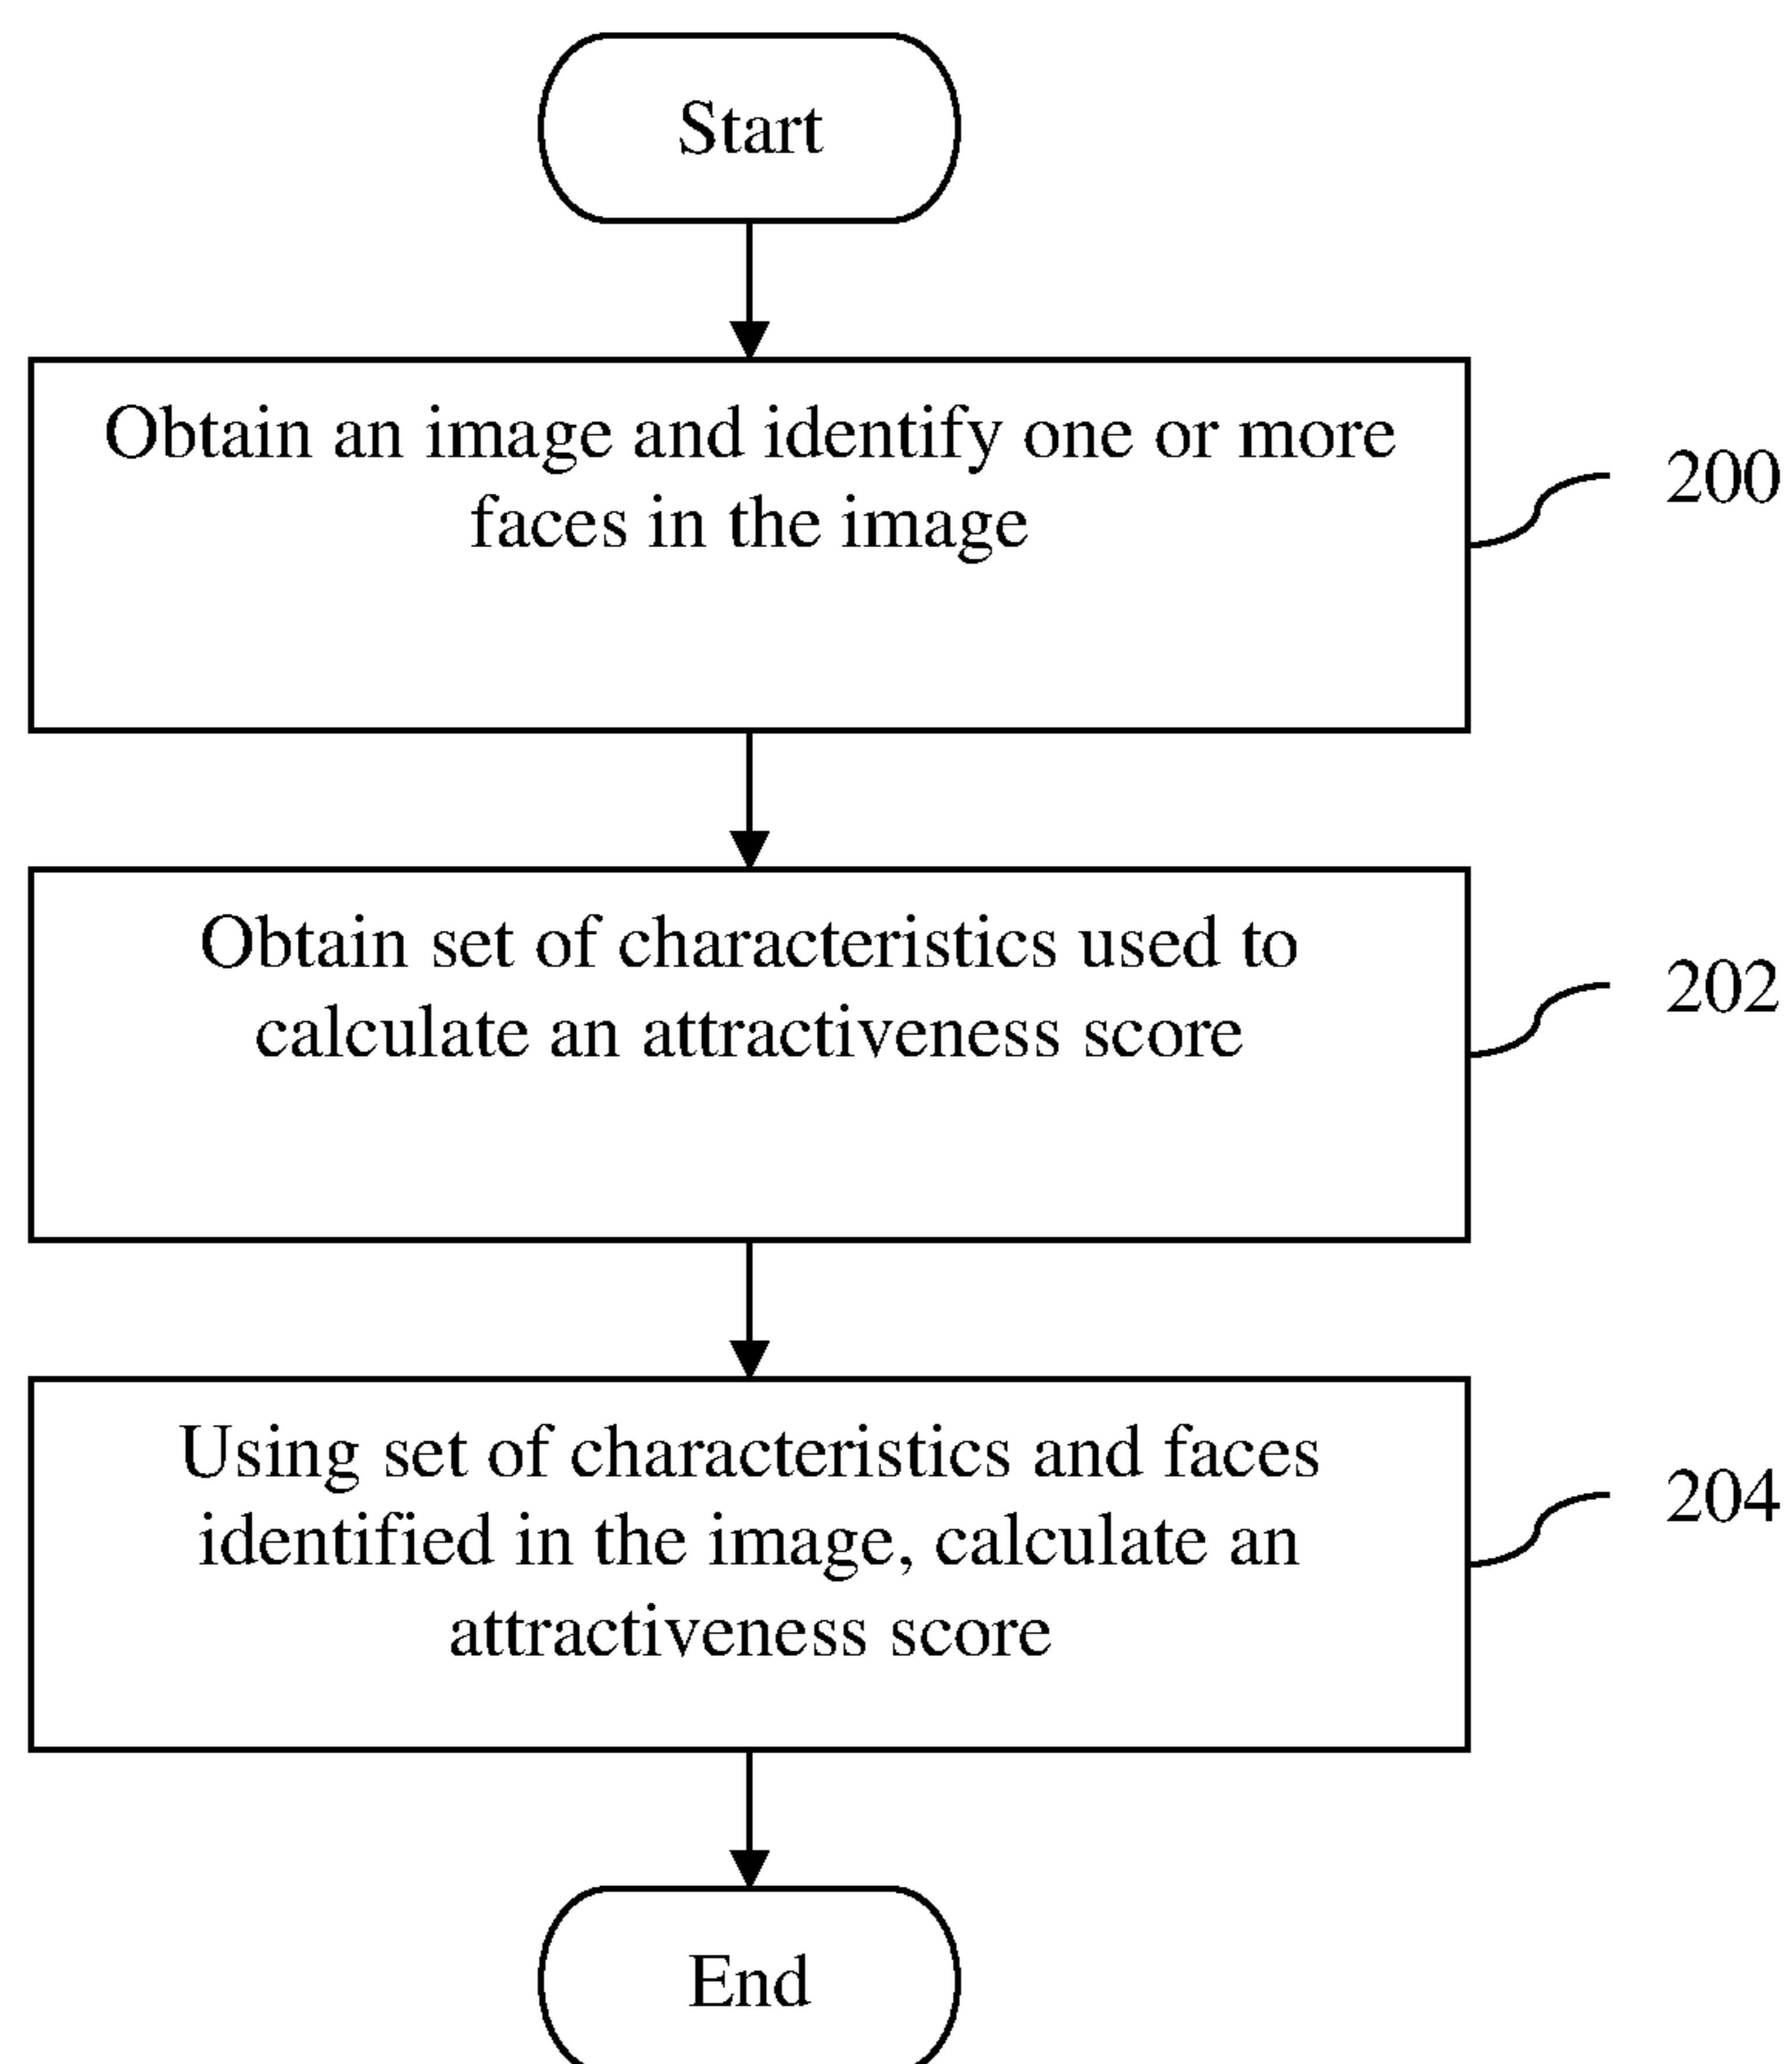 Start
Obtain an image and identify one or more
faces in the image
200
Obtain set of characteristics used to
calculate an attractiveness score
202
Using set of characteristics and faces
identified in the image, calculate an
attractiveness score
204
End